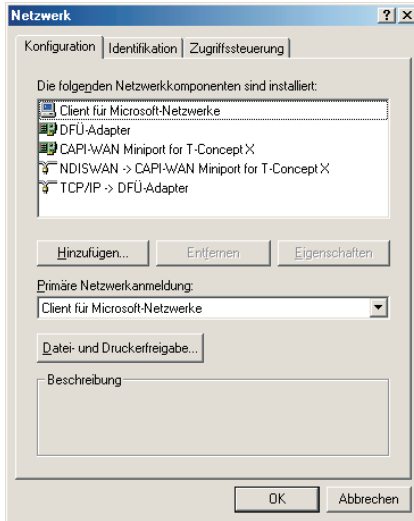 Netzwerk
Konfiguration Identifikation Zugriffssteuerung
Die folgenden Netzwerkkomponenten sind installiert:
Client für Microsoft-Netzwerke
DFÜ-Adapter
CAPI-WAN Miniport for T-Concept X
NDISWAN -> CAPI-WAN Miniport for T-Concept X
TCP/IP -> DFÜ-Adapter
Hinzufügen... Entfernen Eigenschaften
Primäre Netzwerkanmeldung:
Client für Microsoft-Netzwerke
Datei- und Druckerfreigabe...
Beschreibung
OK Abbrechen